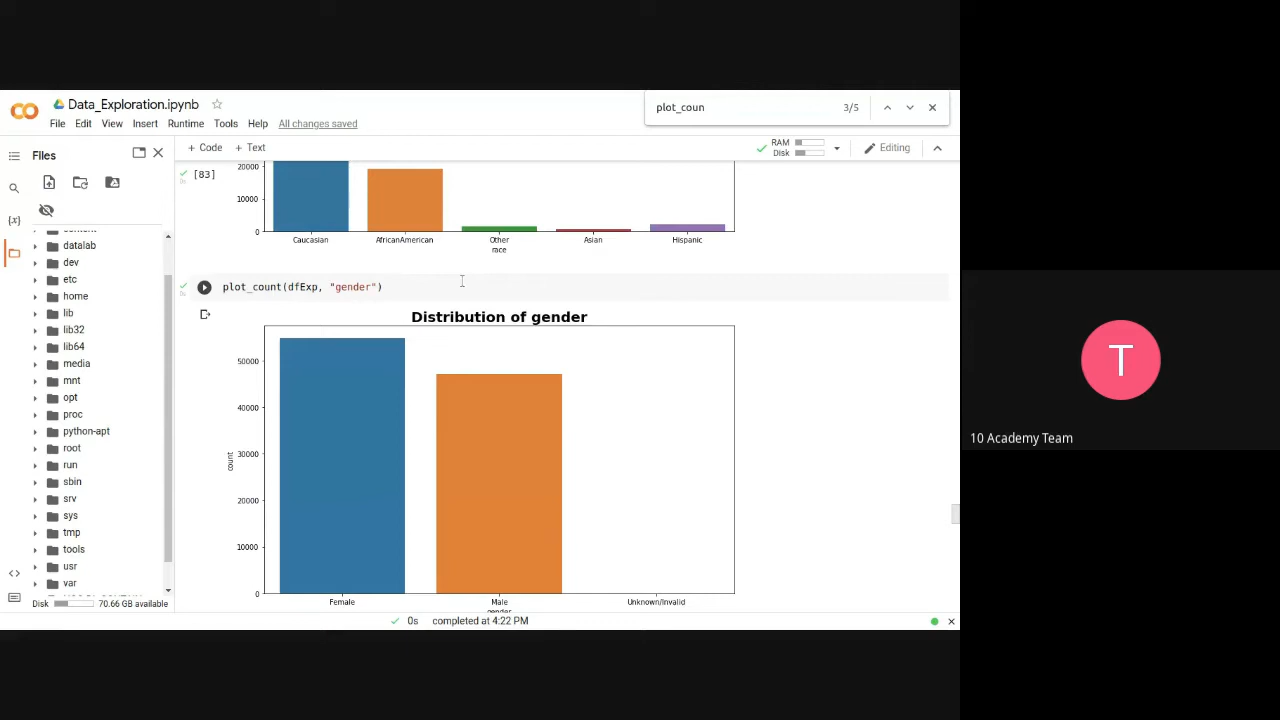 Data_Exploration.ipynb
plot_coun 3/5
File Edit View Insert Runtime Tools Help All changes saved
Files
+ Code + Text
RAM
Disk
Editing
{x}
datalab
dev
etc
home
lib
lib32
lib64
media
mnt
opt
proc
python-apt
root
run
sbin
srv
sys
tmp
tools
usr
var
Disk 70.66 GB available
[83]
0s
20000
10000
0
Caucasian AfricanAmerican Other Asian Hispanic
race
0s
plot_count(dfExp, "gender")
Distribution of gender
50000
40000
30000
20000
10000
0
count
Female Male Unknown/Invalid
gender
0s completed at 4:22 PM
T
10 Academy Team